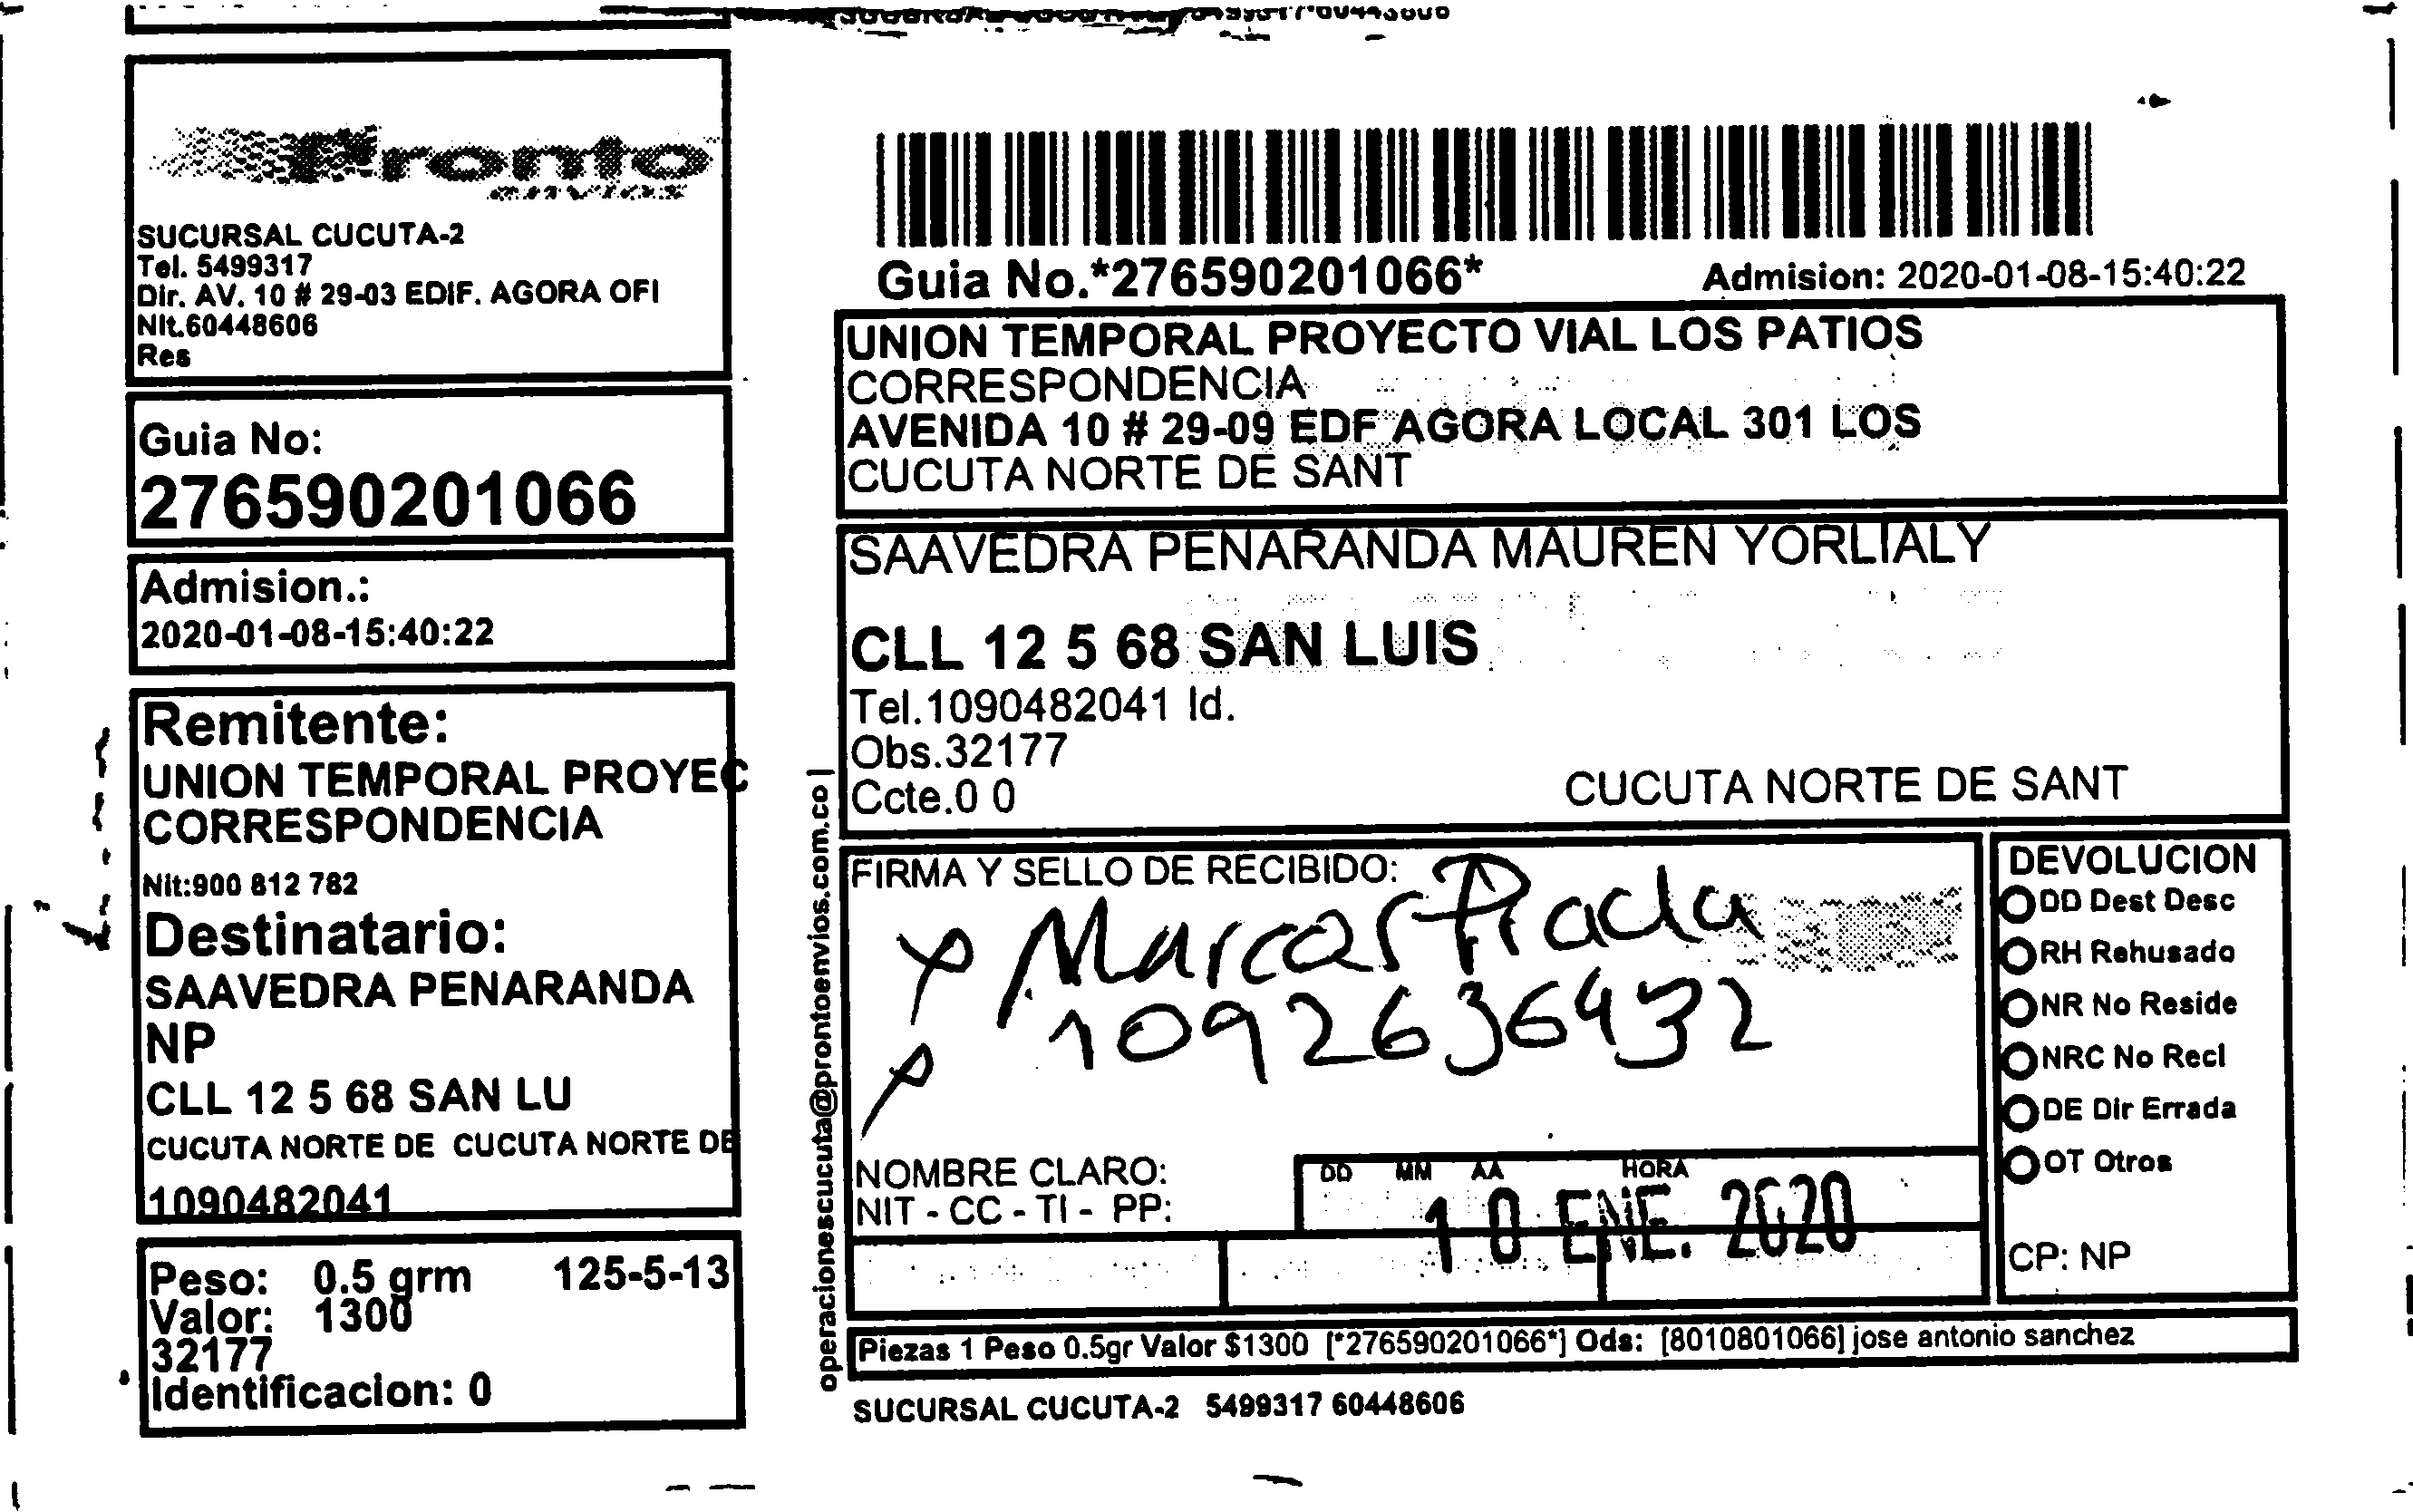 Pronto
envios
SUCURSAL CUCUTA-2
Tel. 5499317
Dir. AV. 10 # 29-03 EDIF. AGORA OFI
Nit.60448606
Res
Guia No:
276590201066
Admision.:
2020-01-08-15:40:22
Remitente:
UNION TEMPORAL PROYEC
CORRESPONDENCIA
Nit:900 812 782
Destinatario:
SAAVEDRA PENARANDA
NP
CLL 12 5 68 SAN LU
CUCUTA NORTE DE CUCUTA NORTE DE
1090482041
Peso: 0.5 grm 125-5-13
Valor: 1300
32177
Identificacion: 0
operacionescucuta@prontoenvios.com.co |
Guia No.*276590201066* Admision: 2020-01-08-15:40:22
UNION TEMPORAL PROYECTO VIAL LOS PATIOS
CORRESPONDENCIA
AVENIDA 10 # 29-09 EDF AGORA LOCAL 301 LOS
CUCUTA NORTE DE SANT
SAAVEDRA PENARANDA MAUREN YORLIALY
CLL 12 5 68 SAN LUIS
Tel.1090482041 Id.
Obs.32177
Ccte.0 0 CUCUTA NORTE DE SANT
FIRMA Y SELLO DE RECIBIDO:
Marcos Prada
1092636432
NOMBRE CLARO:
NIT - CC - TI - PP:
DD MM AA HORA
10 ENE. 2020
DEVOLUCION
DD Dest Desc
RH Rehusado
NR No Reside
NRC No Recl
DE Dir Errada
OT Otros
CP: NP
Piezas 1 Peso 0.5gr Valor $1300 [*276590201066*] Ods: [8010801066] jose antonio sanchez
SUCURSAL CUCUTA-2 5499317 60448606